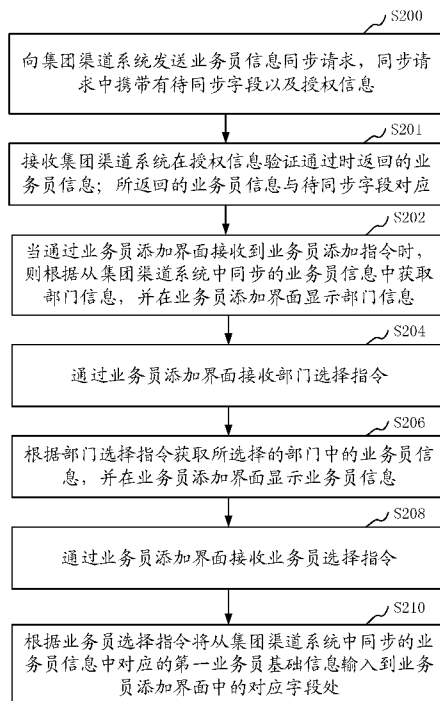 S200
向集团渠道系统发送业务员信息同步请求，同步请
求中携带有待同步字段以及授权信息
S201
接收集团渠道系统在授权信息验证通过时返回的业
务员信息；所返回的业务员信息与待同步字段对应
S202
当通过业务员添加界面接收到业务员添加指令时，
则根据从集团渠道系统中同步的业务员信息中获取
部门信息，并在业务员添加界面显示部门信息
S204
通过业务员添加界面接收部门选择指令
S206
根据部门选择指令获取所选择的部门中的业务员信
息，并在业务员添加界面显示业务员信息
S208
通过业务员添加界面接收业务员选择指令
S210
根据业务员选择指令将从集团渠道系统中同步的业
务员信息中对应的第一业务员基础信息输入到业务
员添加界面中的对应字段处